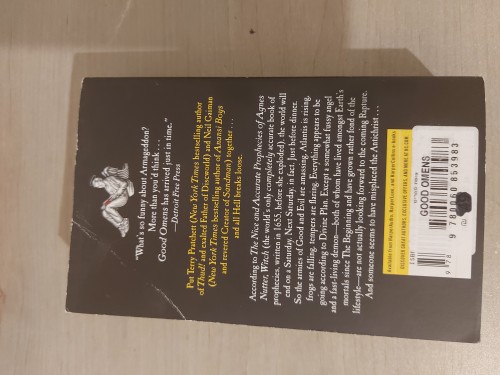 "What's so funny about Armageddon?
More than you'd think . . .
Good Omens has arrived just in time."
—Detroit Free Press
Put Terry Pratchett (New York Times bestselling author
of Thud! and exalted Father of Discworld) and Neil Gaiman
(New York Times bestselling author of Anansi Boys
and revered Creator of Sandman) together . . .
and all Hell breaks loose.
According to The Nice and Accurate Prophecies of Agnes
Nutter, Witch (the world's only completely accurate book of
prophecies, written in 1655, before she exploded), the world will
end on a Saturday. Next Saturday, in fact. Just before dinner.
So the armies of Good and Evil are amassing, Atlantis is rising,
frogs are falling, tempers are flaring. Everything appears to be
going according to Divine Plan. Except a somewhat fussy angel
and a fast-living demon—both of whom have lived amongst Earth's
mortals since The Beginning and have grown rather fond of the
lifestyle—are not actually looking forward to the coming Rapture.
And someone seems to have misplaced the Antichrist . . .
GOOD OMENS
9 780060 853983
ISBN
9 78